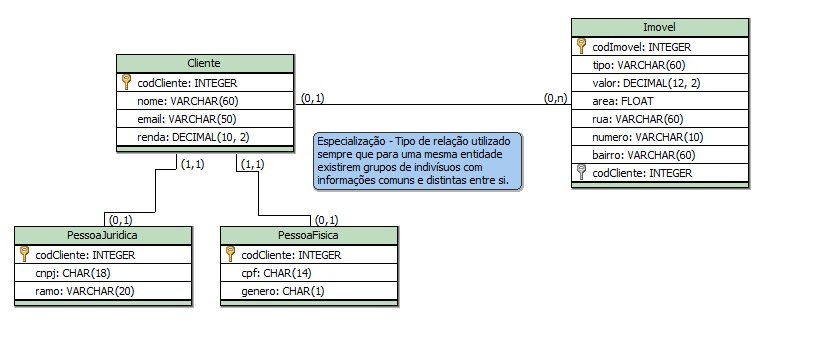 Imovel
codImovel: INTEGER
tipo: VARCHAR(60)
valor: DECIMAL(12, 2)
area: FLOAT
rua: VARCHAR(60)
numero: VARCHAR(10)
bairro: VARCHAR(60)
codCliente: INTEGER
Cliente
codCliente: INTEGER
nome: VARCHAR(60)
email: VARCHAR(50)
renda: DECIMAL(10, 2)
(0,1)
(0,n)
Especialização - Tipo de relação utilizado
sempre que para uma mesma entidade
existirem grupos de indivísuos com
informações comuns e distintas entre si.
(1,1)
(1,1)
(0,1)
(0,1)
PessoaJuridica
codCliente: INTEGER
cnpj: CHAR(18)
ramo: VARCHAR(20)
PessoaFisica
codCliente: INTEGER
cpf: CHAR(14)
genero: CHAR(1)